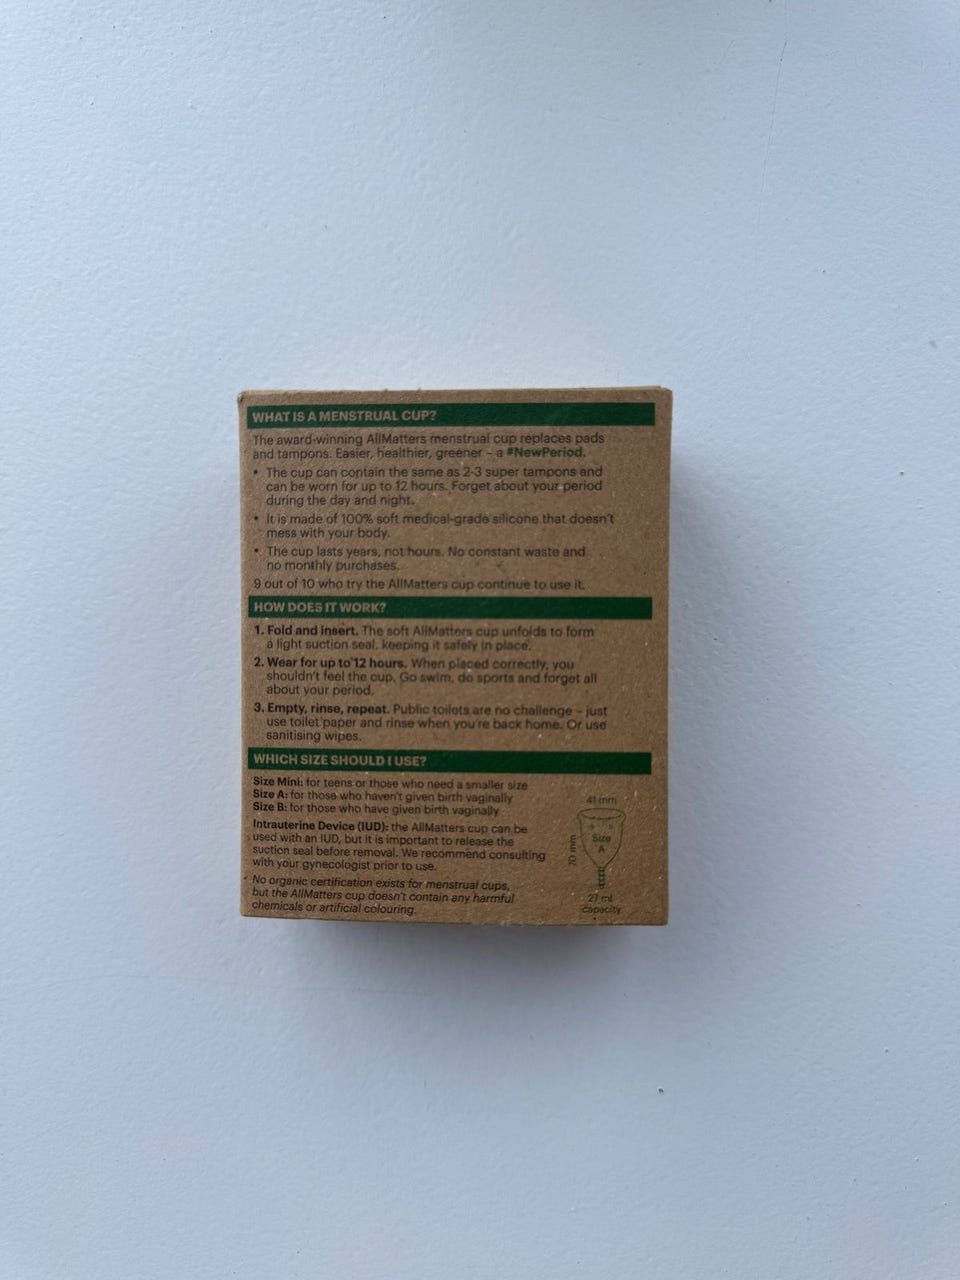 WHAT IS A MENSTRUAL CUP?
The award-winning AllMatters menstrual cup replaces pads
and tampons. Easier, healthier, greener – a #NewPeriod.
• The cup can contain the same as 2-3 super tampons and
can be worn for up to 12 hours. Forget about your period
during the day and night.
• It is made of 100% soft medical-grade silicone that doesn't
mess with your body.
• The cup lasts years, not hours. No constant waste and
no monthly purchases.
9 out of 10 who try the AllMatters cup continue to use it.
HOW DOES IT WORK?
1. Fold and insert. The soft AllMatters cup unfolds to form
a light suction seal, keeping it safely in place.
2. Wear for up to 12 hours. When placed correctly, you
shouldn't feel the cup. Go swim, do sports and forget all
about your period.
3. Empty, rinse, repeat. Public toilets are no challenge – just
use toilet paper and rinse when you're back home. Or use
sanitising wipes.
WHICH SIZE SHOULD I USE?
Size Mini: for teens or those who need a smaller size
Size A: for those who haven't given birth vaginally
Size B: for those who have given birth vaginally
Intrauterine Device (IUD): the AllMatters cup can be
used with an IUD, but it is important to release the
suction seal before removal. We recommend consulting
with your gynecologist prior to use.
No organic certification exists for menstrual cups,
but the AllMatters cup doesn't contain any harmful
chemicals or artificial colouring.
41 mm
70 mm
Size
A
27 ml
capacity